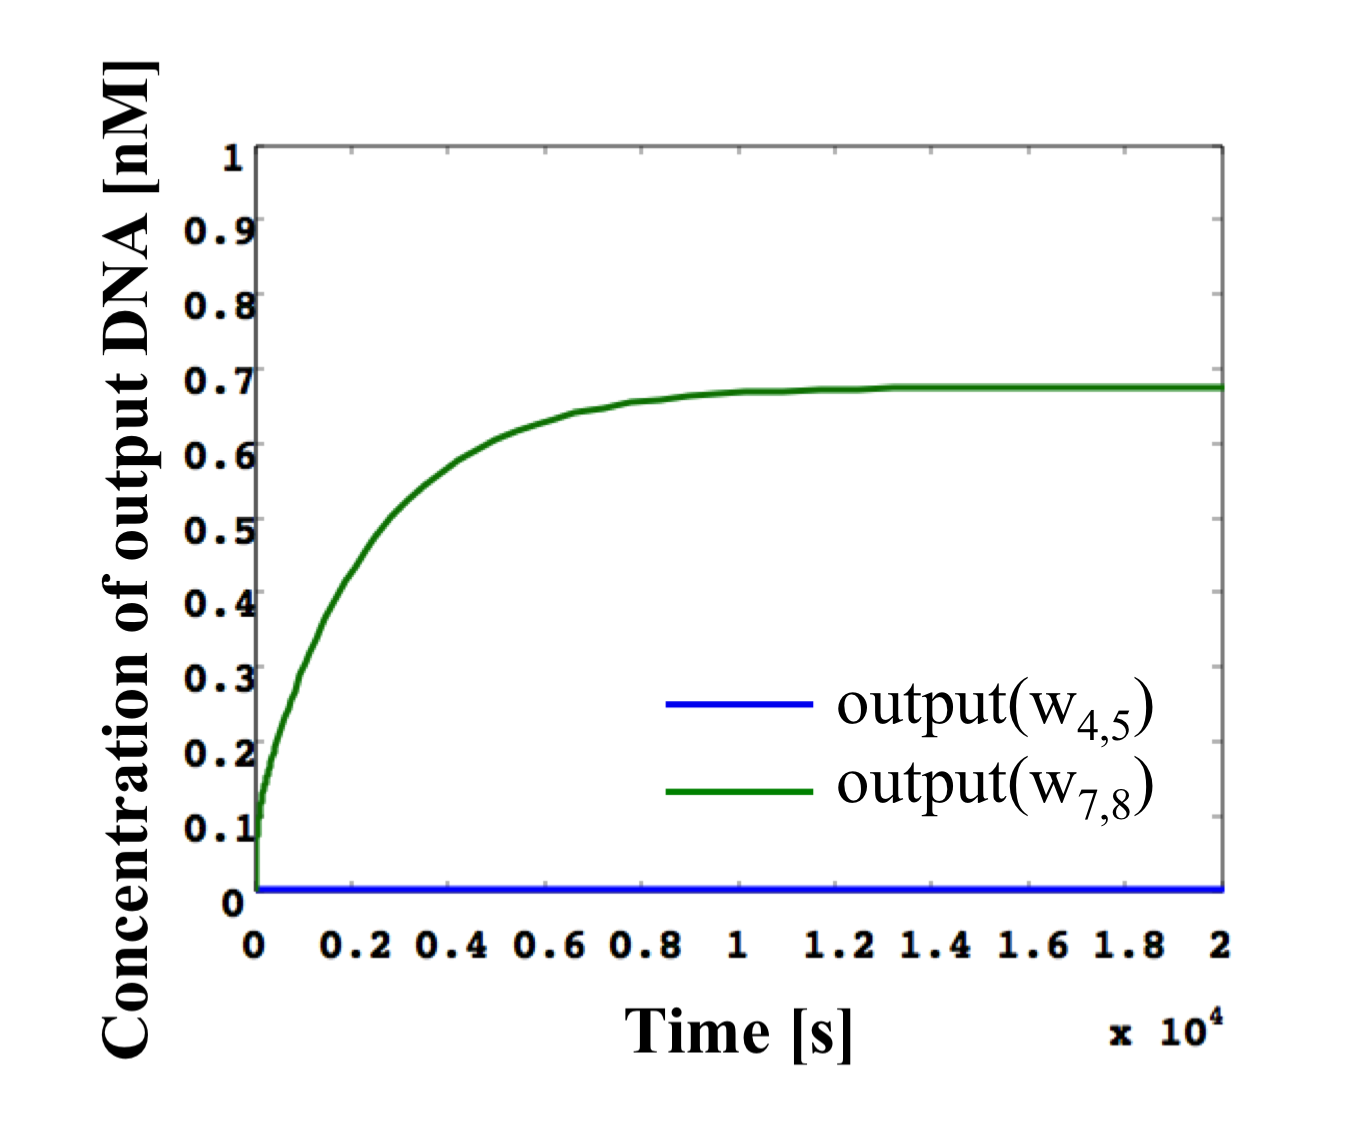 Concentration of output DNA [nM]
1
0.9
0.8
0.7
0.6
0.5
0.4
0.3
0.2
0.1
0
output(w4,5)
output(w7,8)
0 0.2 0.4 0.6 0.8 1 1.2 1.4 1.6 1.8 2
Time [s]
x 10⁴